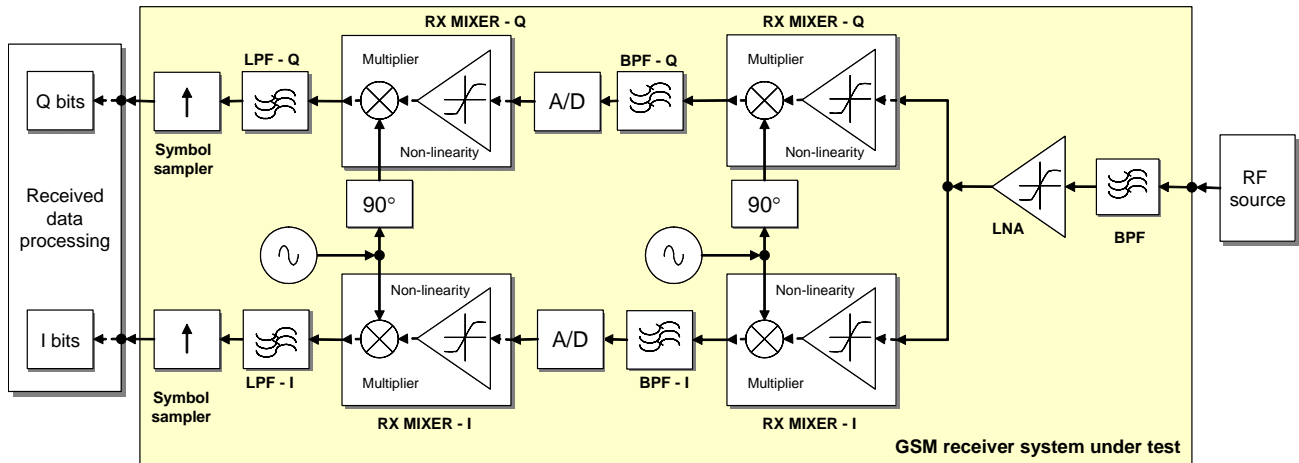 RX MIXER - Q
RX MIXER - Q
LPF - Q
Multiplier
Non-linearity
BPF - Q
Multiplier
Non-linearity
Q bits
A/D
Symbol
sampler
90°
90°
Received
data
processing
LNA
BPF
RF
source
Non-linearity
Non-linearity
I bits
A/D
LPF - I
Multiplier
BPF - I
Multiplier
Symbol
sampler
RX MIXER - I
RX MIXER - I
GSM receiver system under test